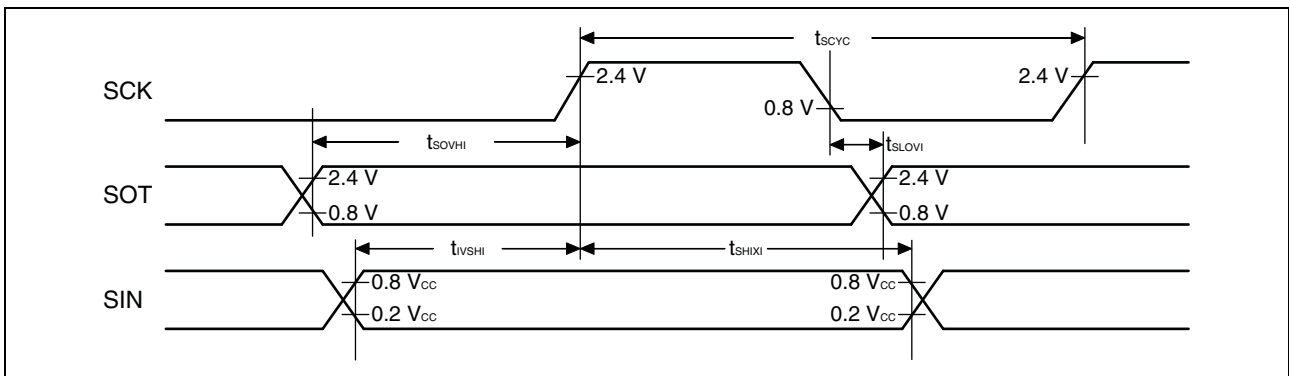 tSCYC
SCK
2.4 V
0.8 V
2.4 V
tSOVHI
tSLOVI
SOT
2.4 V
2.4 V
0.8 V
0.8 V
tIVSHI
tSHIXI
SIN
0.8 VCC
0.8 VCC
0.2 VCC
0.2 VCC